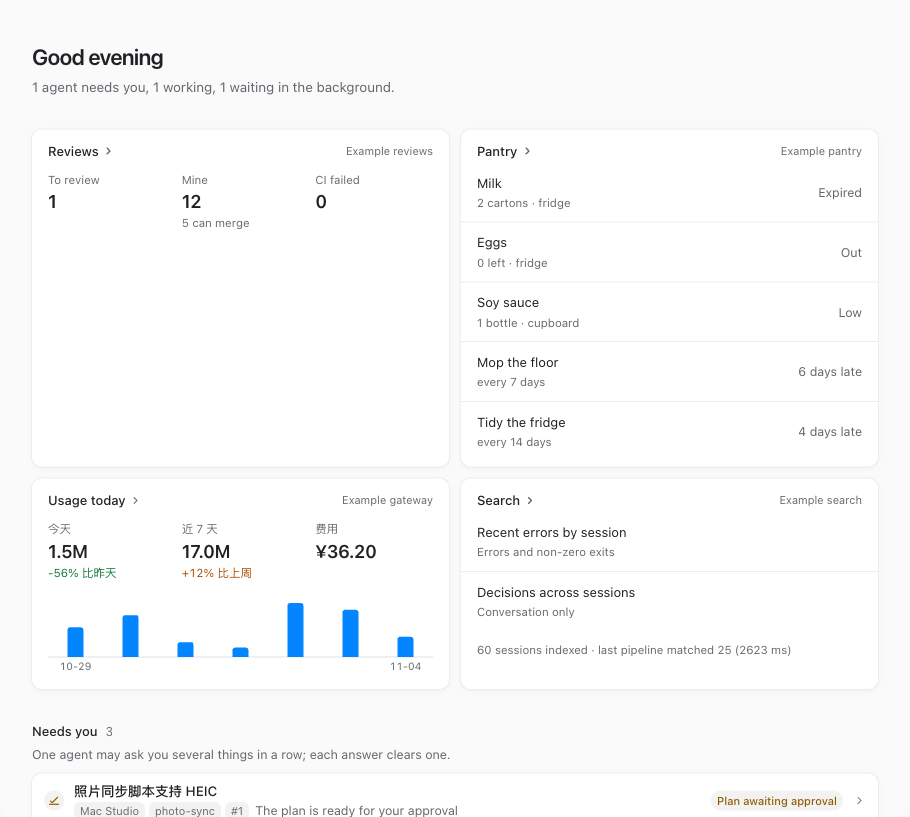 Good evening
1 agent needs you, 1 working, 1 waiting in the background.
Reviews
Example reviews
To review
Mine
CI failed
1
12
0
5 can merge
Pantry
Example pantry
Milk
2 cartons · fridge
Expired
Eggs
0 left · fridge
Out
Soy sauce
1 bottle · cupboard
Low
Mop the floor
every 7 days
6 days late
Tidy the fridge
every 14 days
4 days late
Usage today
Example gateway
今天
近 7 天
费用
1.5M
17.0M
¥36.20
-56% 比昨天
+12% 比上周
10-29
11-04
Search
Example search
Recent errors by session
Errors and non-zero exits
Decisions across sessions
Conversation only
60 sessions indexed · last pipeline matched 25 (2623 ms)
Needs you 3
One agent may ask you several things in a row; each answer clears one.
照片同步脚本支持 HEIC
Mac Studio photo-sync #1 The plan is ready for your approval
Plan awaiting approval